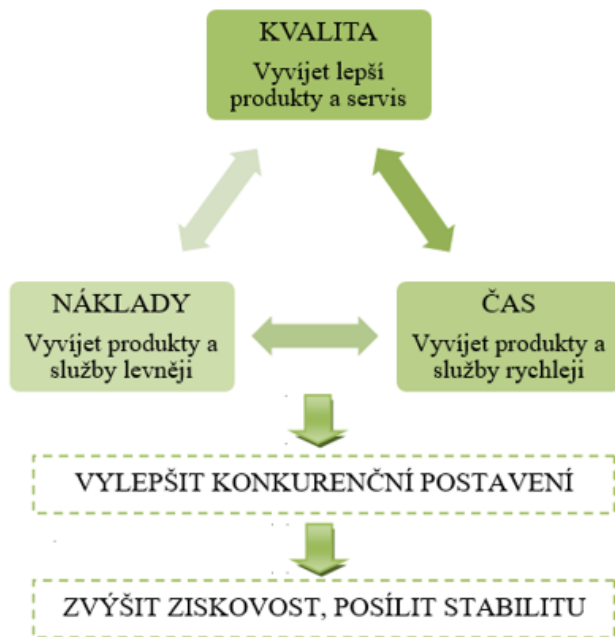 KVALITA
Vyvíjet lepší
produkty a servis
NÁKLADY
Vyvíjet produkty a
služby levněji
ČAS
Vyvíjet produkty a
služby rychleji
VYLEPŠIT KONKURENČNÍ POSTAVENÍ
ZVÝŠIT ZISKOVOST, POSÍLIT STABILITU